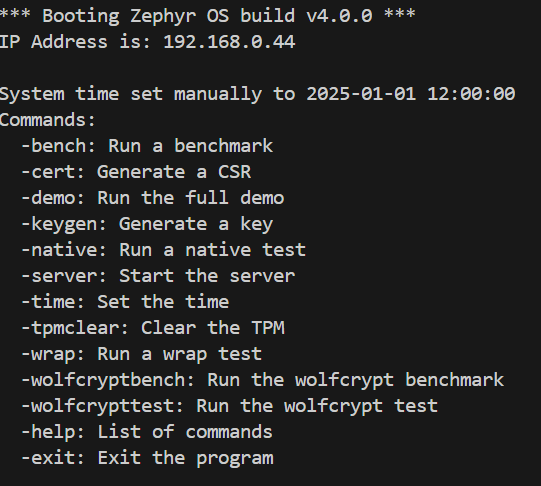 *** Booting Zephyr OS build v4.0.0 ***
IP Address is: 192.168.0.44
System time set manually to 2025-01-01 12:00:00
Commands:
-bench: Run a benchmark
-cert: Generate a CSR
-demo: Run the full demo
-keygen: Generate a key
-native: Run a native test
-server: Start the server
-time: Set the time
-tpmclear: Clear the TPM
-wrap: Run a wrap test
-wolfcryptbench: Run the wolfcrypt benchmark
-wolfcrypttest: Run the wolfcrypt test
-help: List of commands
-exit: Exit the program